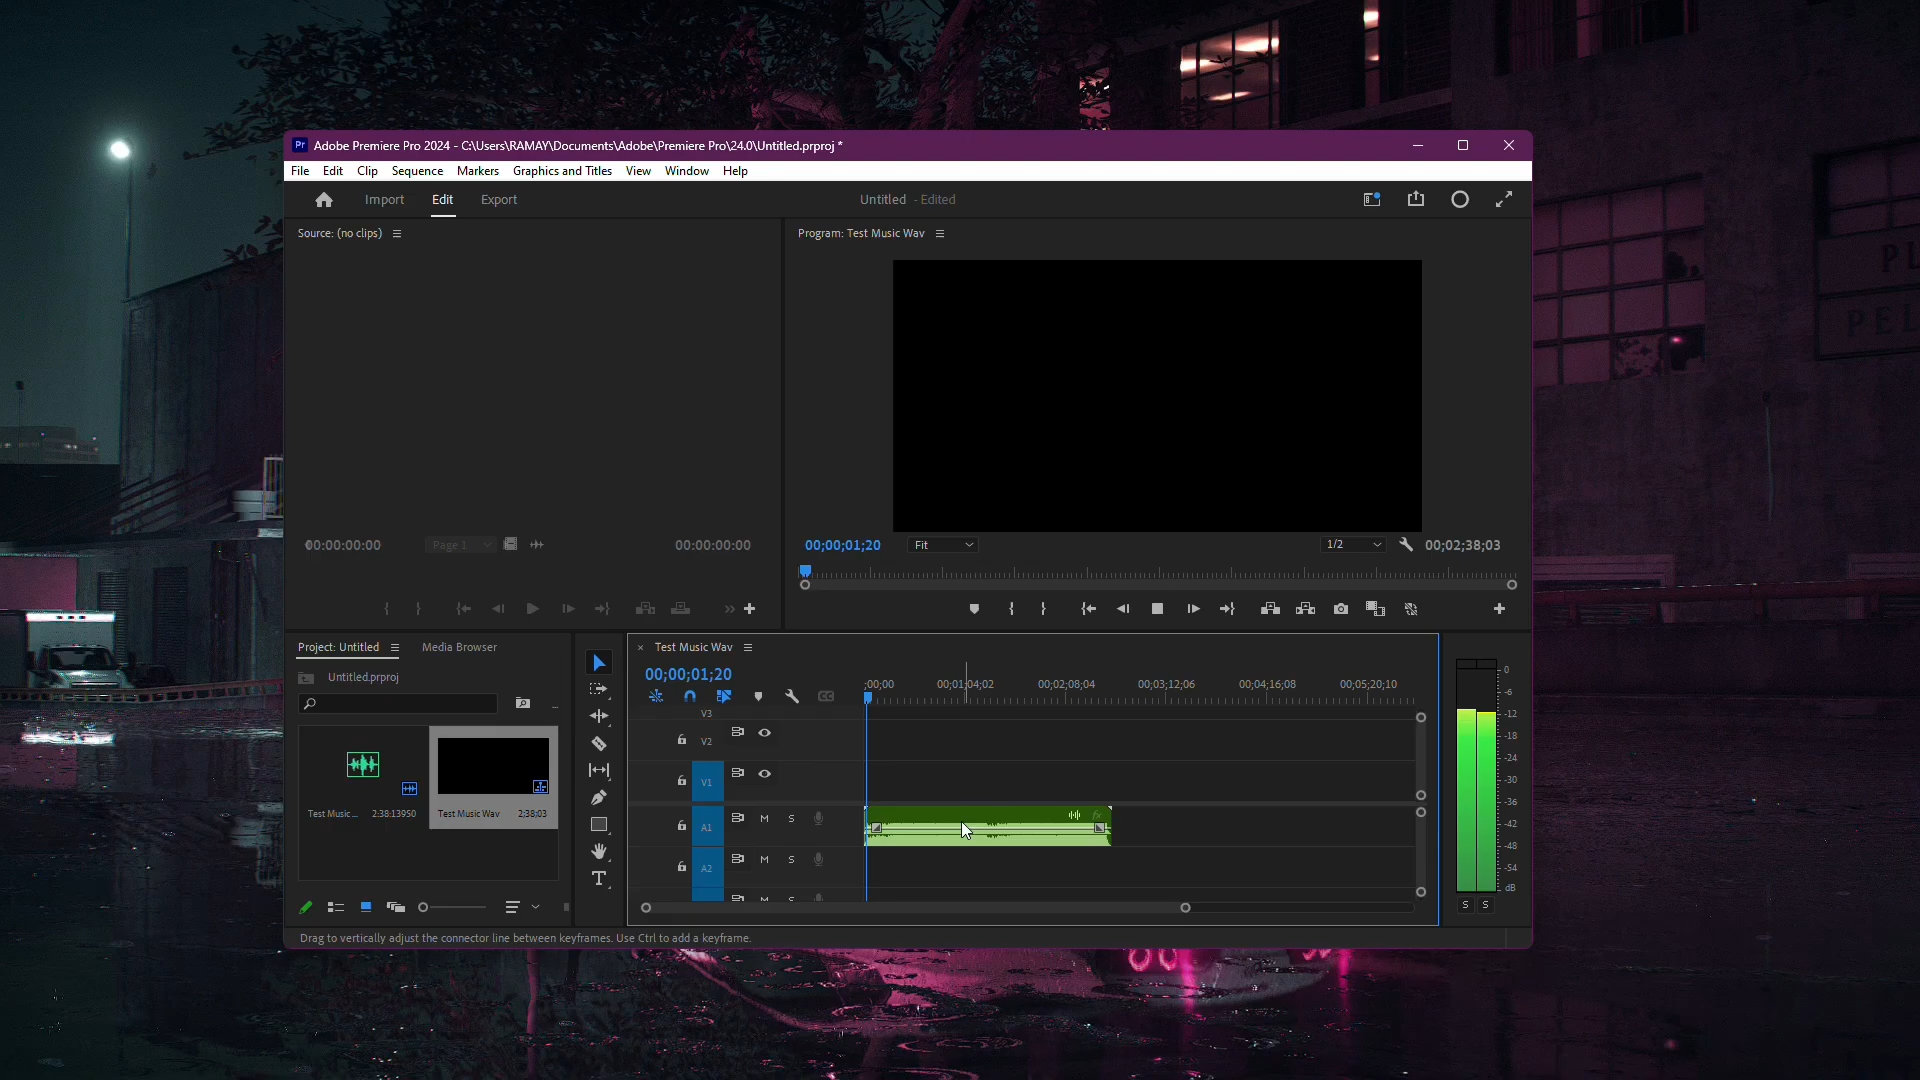 Pr Adobe Premiere Pro 2024 - C:\Users\RAMAY\Documents\Adobe\Premiere Pro\24.0\Untitled.prproj *
File Edit Clip Sequence Markers Graphics and Titles View Window Help
Import Edit Export Untitled - Edited
Source: (no clips)
Program: Test Music Wav
00:00:00:00 Page 1 00:00:00:00
00;00;01;20 Fit 1/2 00;02;38;03
Project: Untitled Media Browser
Untitled.prproj
Test Music ... 2:38:13950
Test Music Wav 2;38;03
T
× Test Music Wav
00;00;01;20
;00;00 00;01;04;02 00;02;08;04 00;03;12;06 00;04;16;08 00;05;20;10
CC
V3
V2
V1
A1 M S fx
A2 M S
M S
0
-6
-12
-18
-24
-30
-36
-42
-48
-54
dB
S S
Drag to vertically adjust the connector line between keyframes. Use Ctrl to add a keyframe.